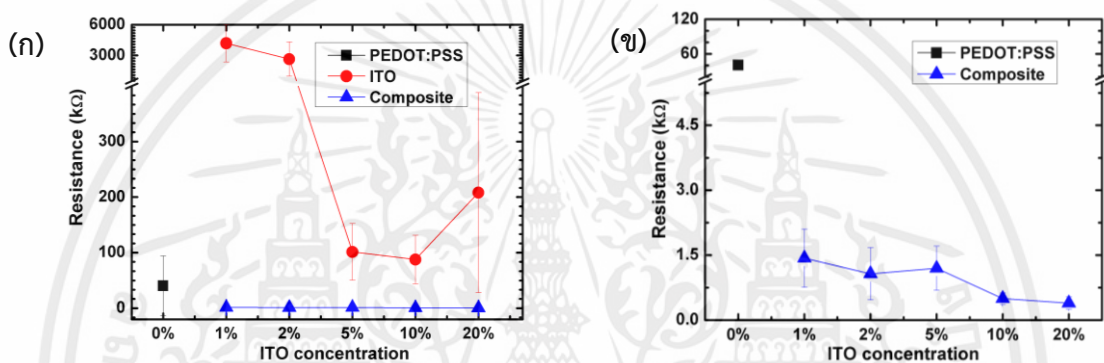 (ก)
6000
3000
300
200
100
0
Resistance (kΩ)
PEDOT:PSS
ITO
Composite
0% 1% 2% 5% 10% 20%
ITO concentration
(ข)
120
60
4.5
3.0
1.5
0.0
Resistance (kΩ)
PEDOT:PSS
Composite
0% 1% 2% 5% 10% 20%
ITO concentration